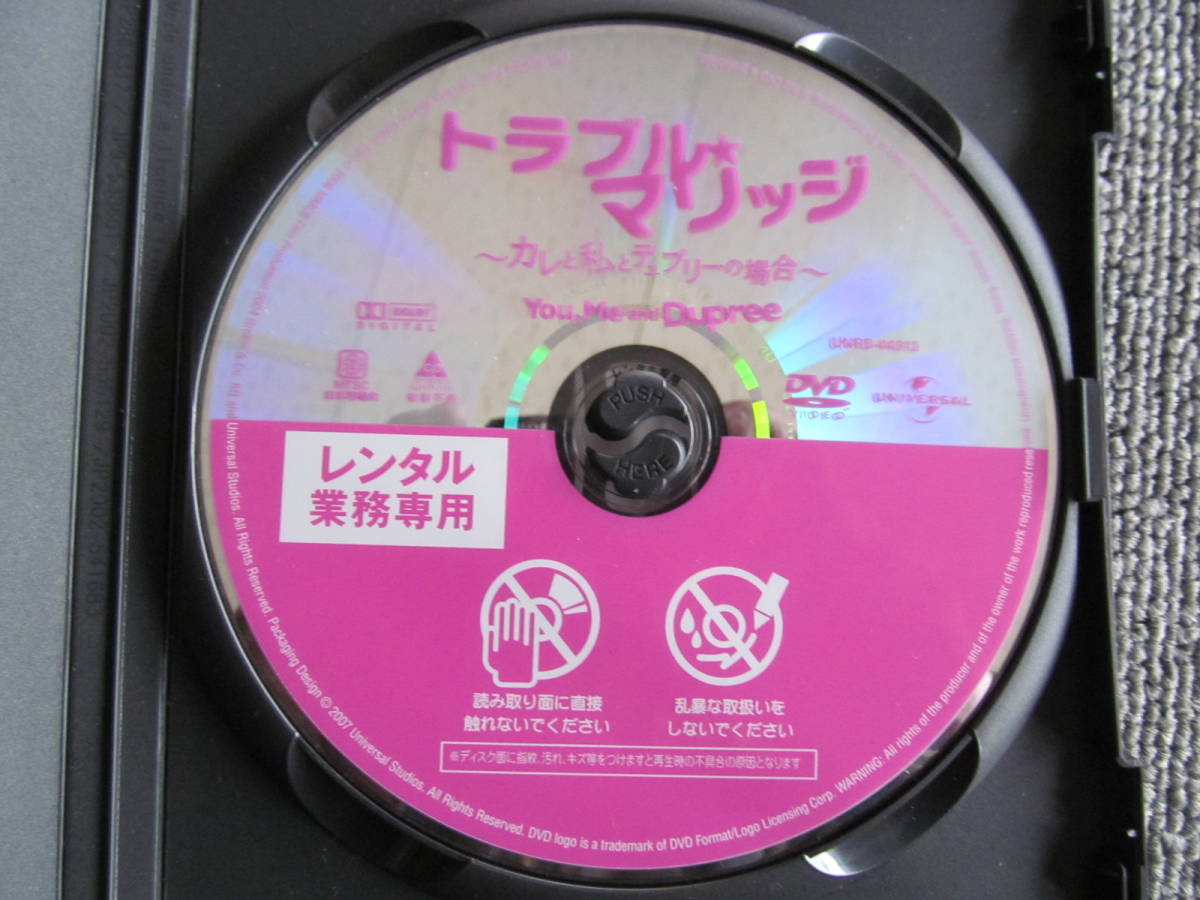 トラブル★
マリッジ
～カレと私とデュプリーの場合～
You, Me and Dupree
DOLBY
DIGITAL
DVD
VIDEO
UNIVERSAL
PUSH
HERE
レンタル
業務専用
読み取り面に直接
触れないでください
乱暴な取扱いを
しないでください
※ディスク面に指紋、汚れ、キズ等をつけますと再生時の不具合の原因となります
Universal Studios. All Rights Reserved. Packaging Design © 2007 Universal Studios. All Rights Reserved. DVD logo is a trademark of DVD Format/Logo Licensing Corp. WARNING: All rights of the producer and of the owner of the work reproduced